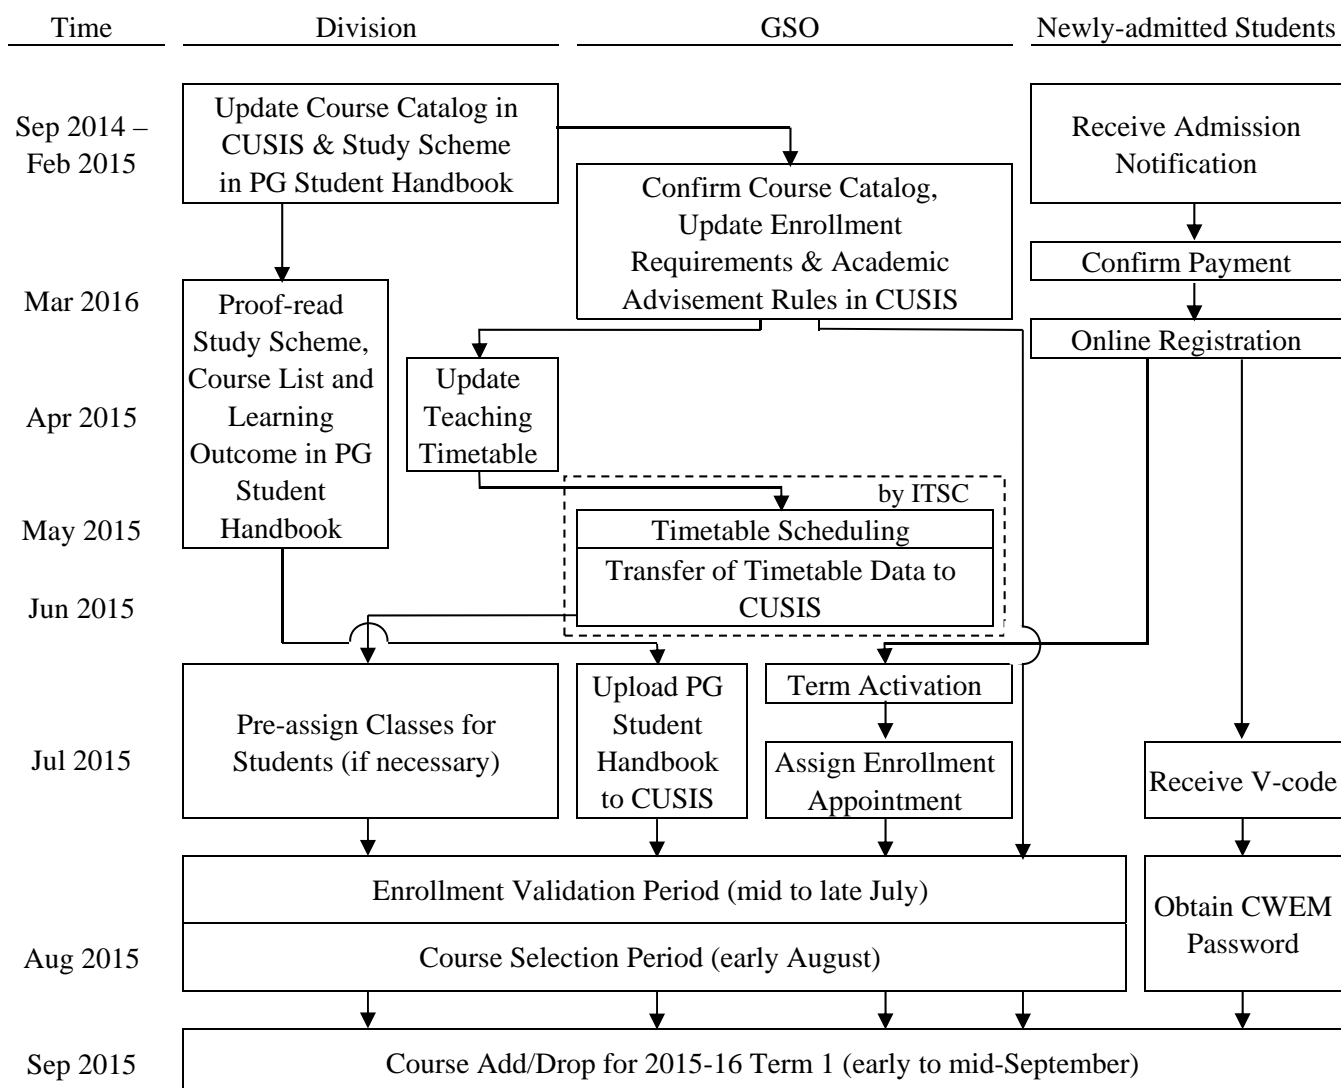 Time
Division
GSO
Newly-admitted Students
Sep 2014 –
Feb 2015
Update Course Catalog in
CUSIS & Study Scheme
in PG Student Handbook
Confirm Course Catalog,
Update Enrollment
Requirements & Academic
Advisement Rules in CUSIS
Receive Admission
Notification
Confirm Payment
Online Registration
Mar 2016
Proof-read
Study Scheme,
Course List and
Learning
Outcome in PG
Student
Handbook
Apr 2015
Update
Teaching
Timetable
by ITSC
May 2015
Timetable Scheduling
Transfer of Timetable Data to
CUSIS
Jun 2015
Jul 2015
Pre-assign Classes for
Students (if necessary)
Upload PG
Student
Handbook
to CUSIS
Term Activation
Assign Enrollment
Appointment
Receive V-code
Enrollment Validation Period (mid to late July)
Obtain CWEM
Password
Aug 2015
Course Selection Period (early August)
Sep 2015
Course Add/Drop for 2015-16 Term 1 (early to mid-September)